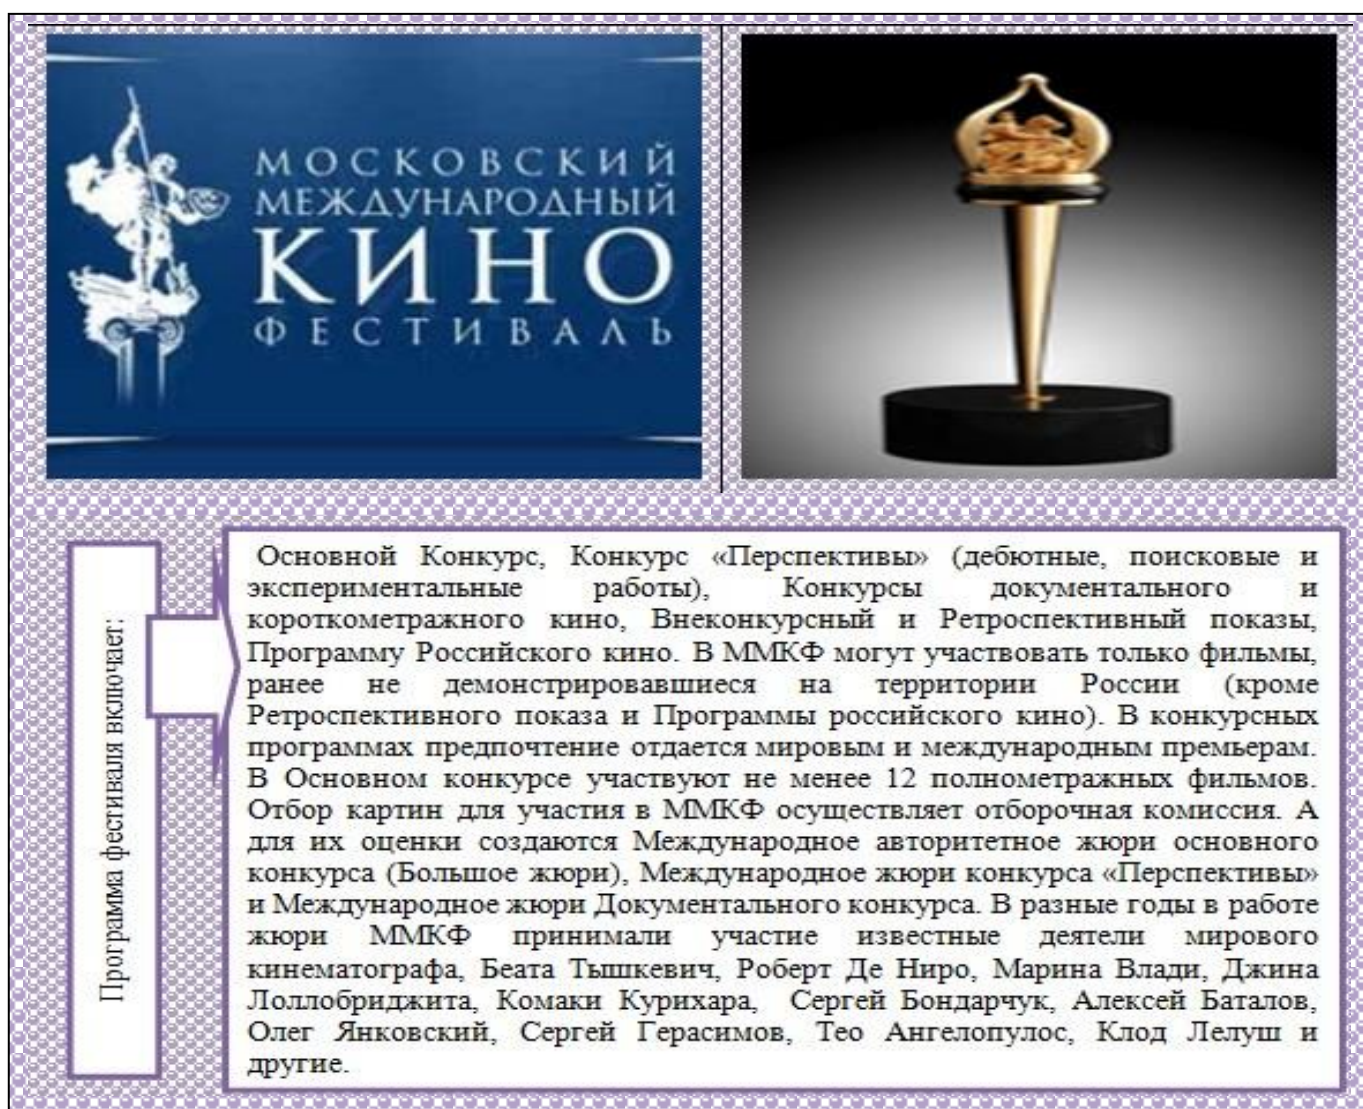 МОСКОВСКИЙ
МЕЖДУНАРОДНЫЙ
КИНО
ФЕСТИВАЛЬ
Программа фестиваля включает:
Основной Конкурс, Конкурс «Перспективы» (дебютные, поисковые и
экспериментальные работы), Конкурсы документального и
короткометражного кино, Внеконкурсный и Ретроспективный показы,
Программу Российского кино. В ММКФ могут участвовать только фильмы,
ранее не демонстрировавшиеся на территории России (кроме
Ретроспективного показа и Программы российского кино). В конкурсных
программах предпочтение отдается мировым и международным премьерам.
В Основном конкурсе участвуют не менее 12 полнометражных фильмов.
Отбор картин для участия в ММКФ осуществляет отборочная комиссия. А
для их оценки создаются Международное авторитетное жюри основного
конкурса (Большое жюри), Международное жюри конкурса «Перспективы»
и Международное жюри Документального конкурса. В разные годы в работе
жюри ММКФ принимали участие известные деятели мирового
кинематографа, Беата Тышкевич, Роберт Де Ниро, Марина Влади, Джина
Лоллобриджита, Комаки Курихара, Сергей Бондарчук, Алексей Баталов,
Олег Янковский, Сергей Герасимов, Тео Ангелопулос, Клод Лелуш и
другие.